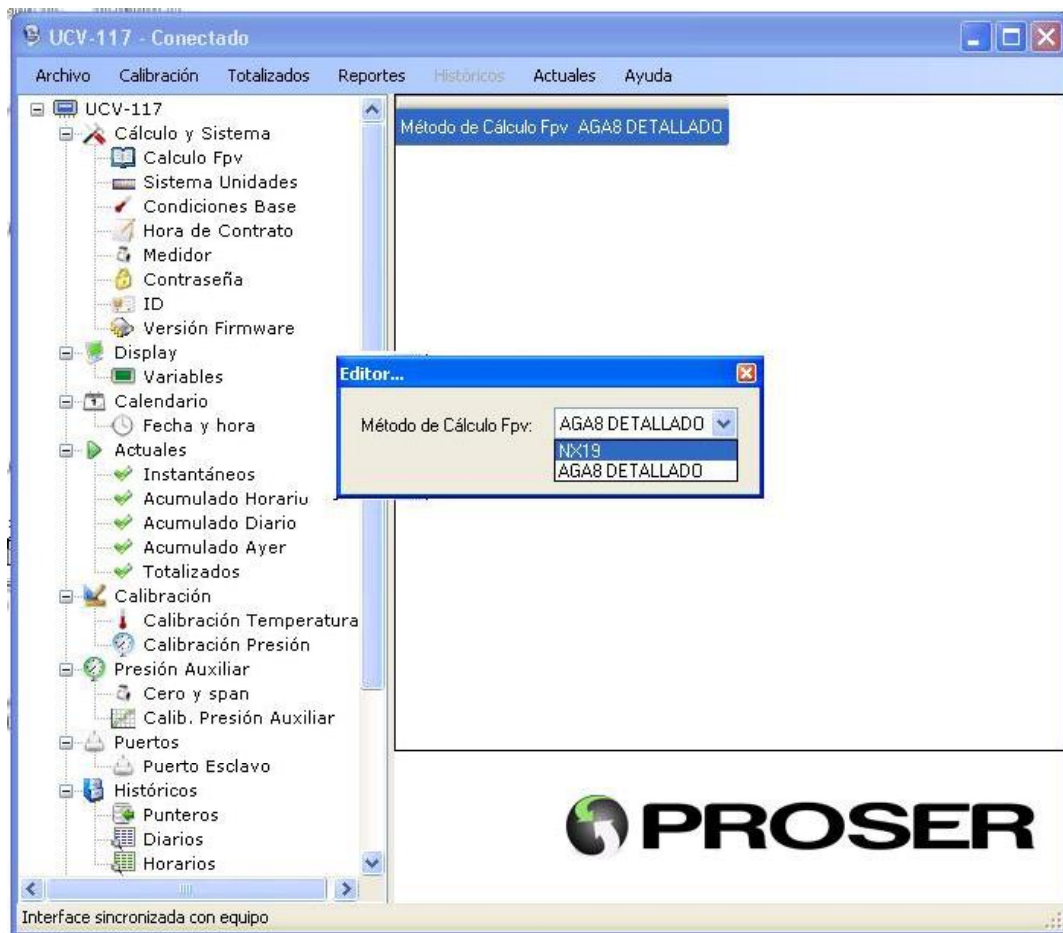 UCV-117 - Conectado
Archivo Calibración Totalizados Reportes Históricos Actuales Ayuda
UCV-117
Cálculo y Sistema
Calculo Fpv
Sistema Unidades
Condiciones Base
Hora de Contrato
Medidor
Contraseña
ID
Versión Firmware
Display
Variables
Calendario
Fecha y hora
Actuales
Instantáneos
Acumulado Horario
Acumulado Diario
Acumulado Ayer
Totalizados
Calibración
Calibración Temperatura
Calibración Presión
Presión Auxiliar
Cero y span
Calib. Presión Auxiliar
Puertos
Puerto Esclavo
Históricos
Punteros
Diarios
Horarios
Método de Cálculo Fpv AGA8 DETALLADO
Editor...
Método de Cálculo Fpv: AGA8 DETALLADO
NX19
AGA8 DETALLADO
PROSER
Interface sincronizada con equipo